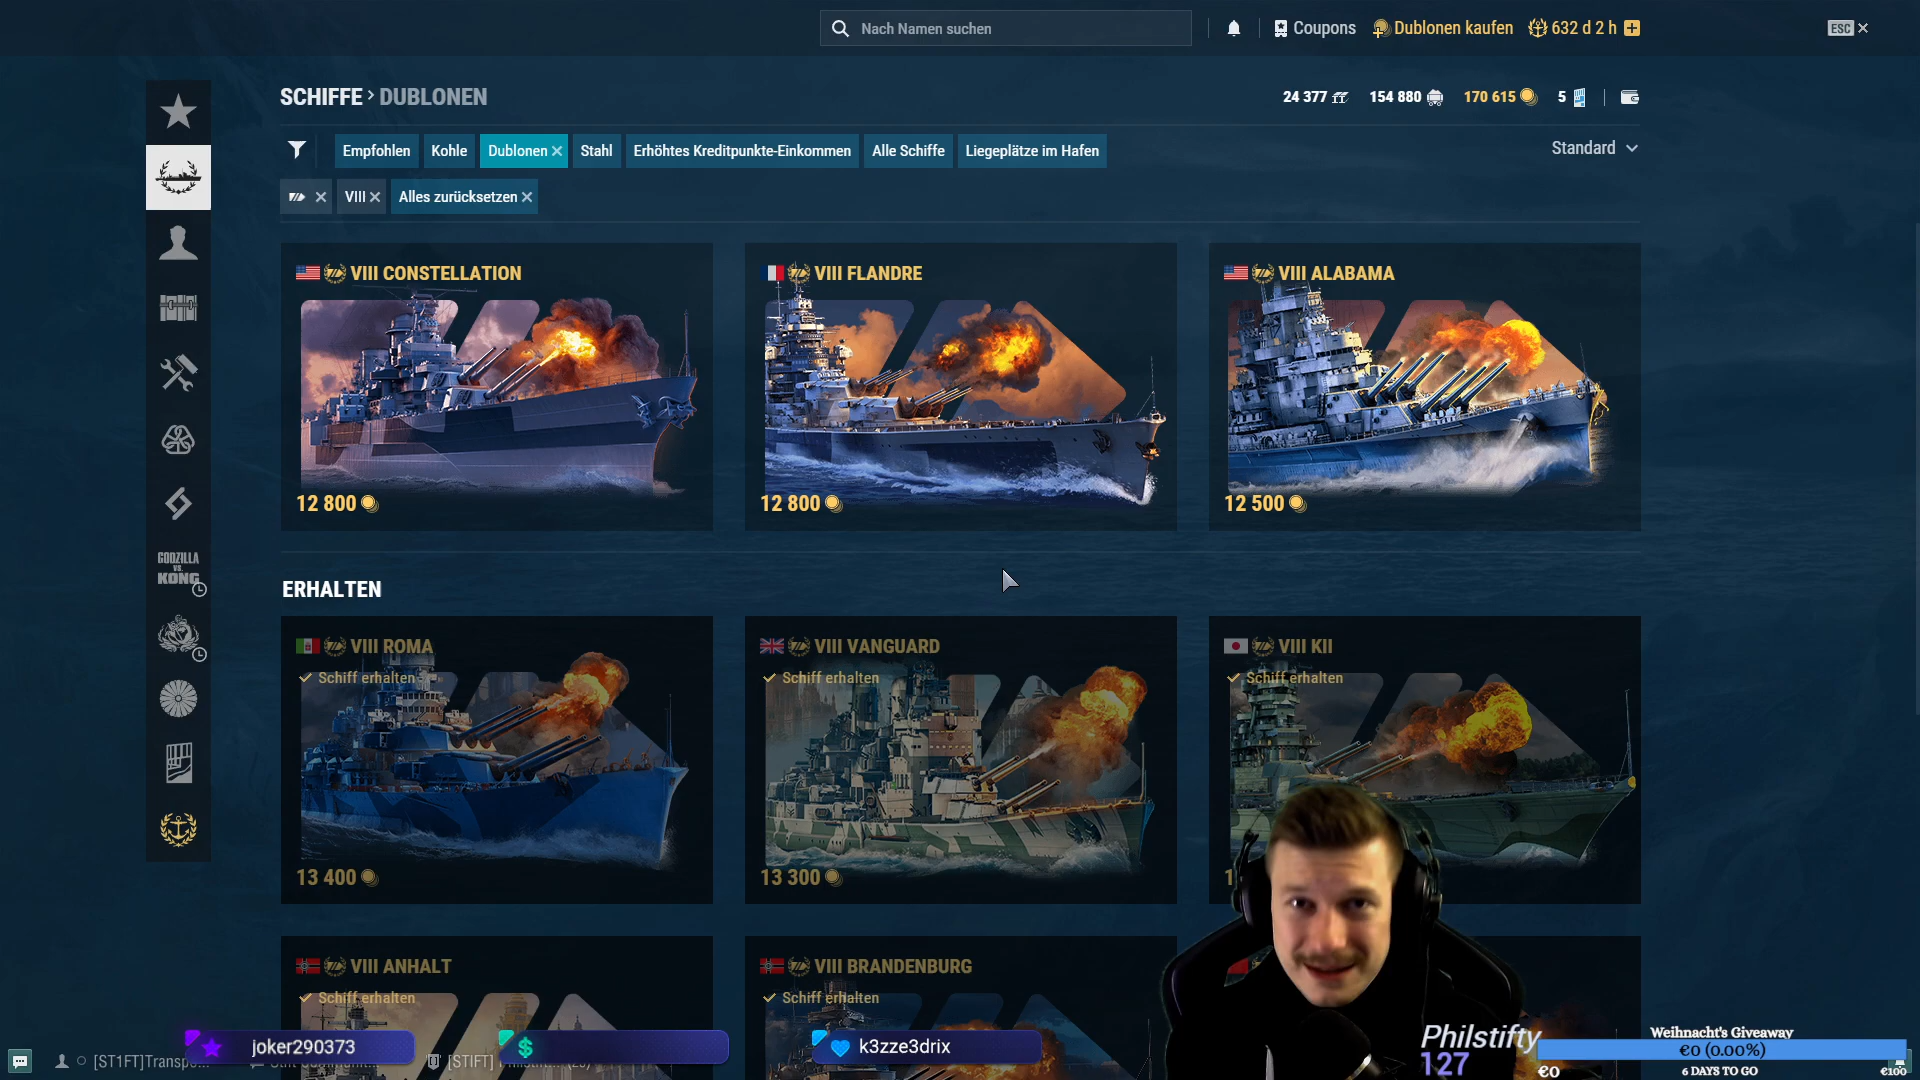 Nach Namen suchen
Coupons
Dublonen kaufen
632 d 2 h
ESC
SCHIFFE > DUBLONEN
24 377
154 880
170 615
5
Empfohlen
Kohle
Dublonen
Stahl
Erhöhtes Kreditpunkte-Einkommen
Alle Schiffe
Liegeplätze im Hafen
Standard
VIII
Alles zurücksetzen
VIII CONSTELLATION
12 800
VIII FLANDRE
12 800
VIII ALABAMA
12 500
GODZILLA
VS.
KONG
ERHALTEN
VIII ROMA
Schiff erhalten
13 400
VIII VANGUARD
Schiff erhalten
13 300
VIII KII
Schiff erhalten
VIII ANHALT
Schiff erhalten
VIII BRANDENBURG
Schiff erhalten
joker290373
$
k3zze3drix
[ST1FT]Transpo...
[STIFT]
Philstifty
127
Weihnacht's Giveaway
€0 (0.00%)
6 DAYS TO GO
€0
€100